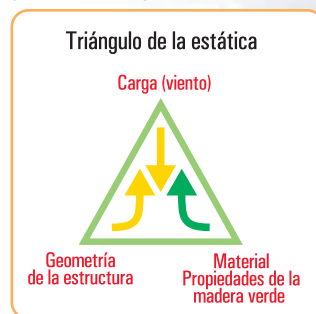 Triángulo de la estática
Carga (viento)
Geometría
de la estructura
Material
Propiedades de la
madera verde